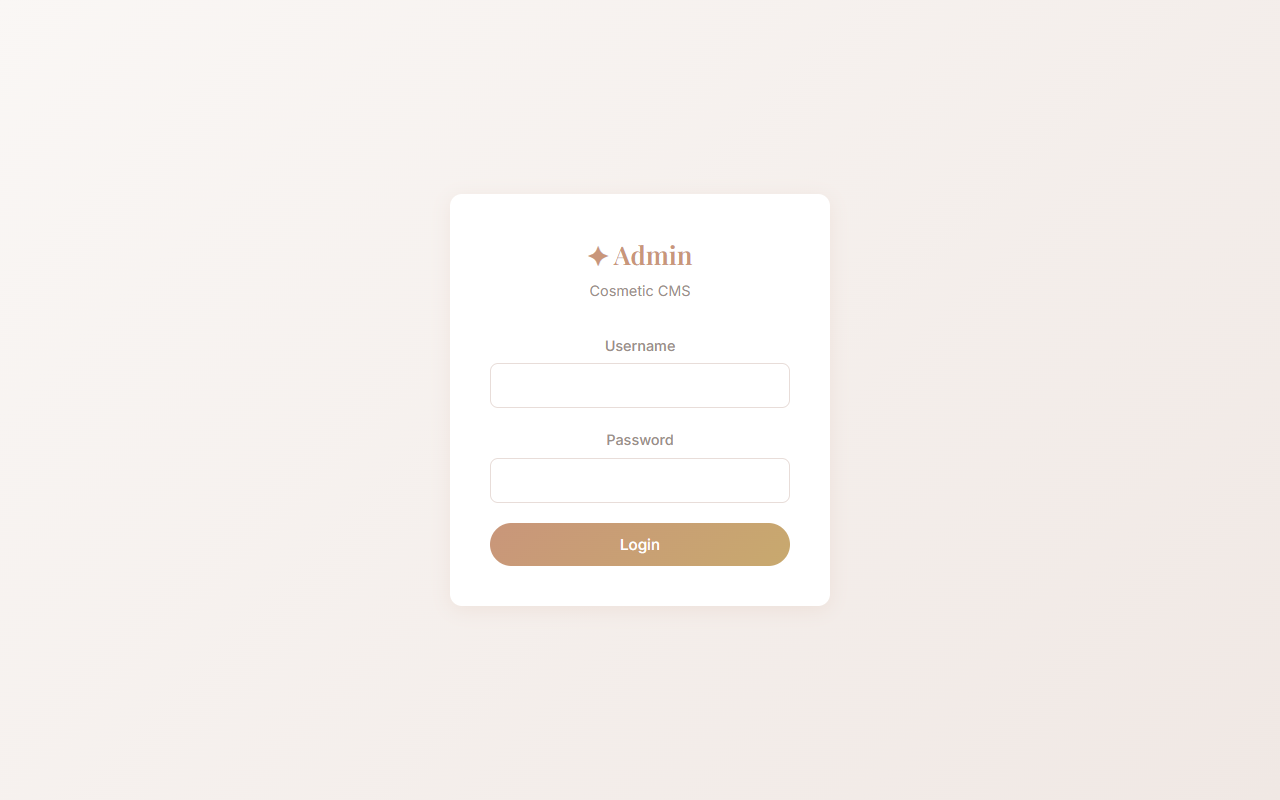 ✦ Admin
Cosmetic CMS
Username
Password
Login